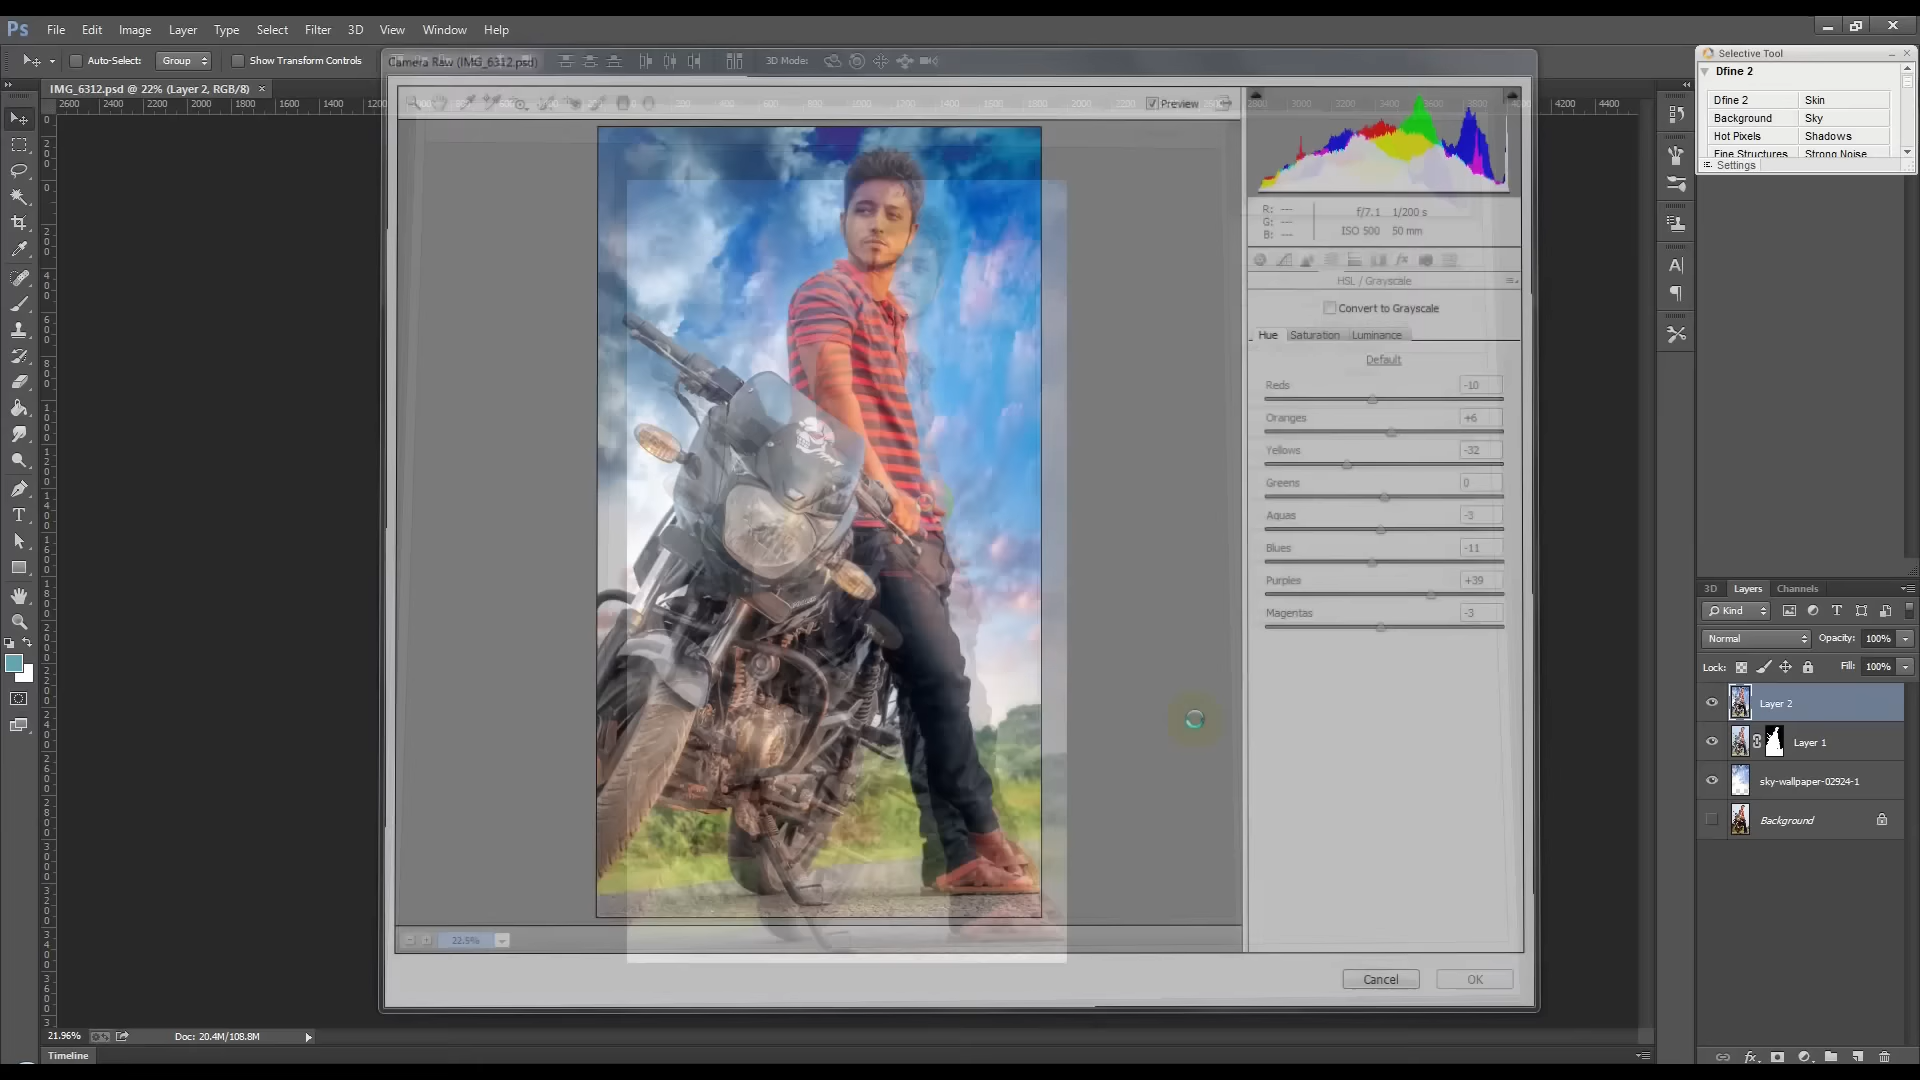 Ps File Edit Image Layer Type Select Filter 3D View Window Help
Auto-Select: Group Show Transform Controls 3D Mode:
Camera Raw (IMG_6312.psd)
IMG_6312.psd @ 22% (Layer 2, RGB/8) ×
2600 2400 2200 2000 1800 1600 1400 1200
4200 4400
Preview
R: ---
G: ---
B: ---
f/7.1 1/200 s
ISO 500 50 mm
HSL / Grayscale
Convert to Grayscale
Hue Saturation Luminance
Default
Reds -10
Oranges +6
Yellows -32
Greens 0
Aquas -3
Blues -11
Purples +39
Magentas -3
22.5%
Cancel OK
Selective Tool
Dfine 2
Dfine 2 Skin
Background Sky
Hot Pixels Shadows
Fine Structures Strong Noise
Settings
3D Layers Channels
Kind
Normal Opacity: 100%
Lock: Fill: 100%
Layer 2
Layer 1
sky-wallpaper-02924-1
Background
21.96% Doc: 20.4M/108.8M
Timeline